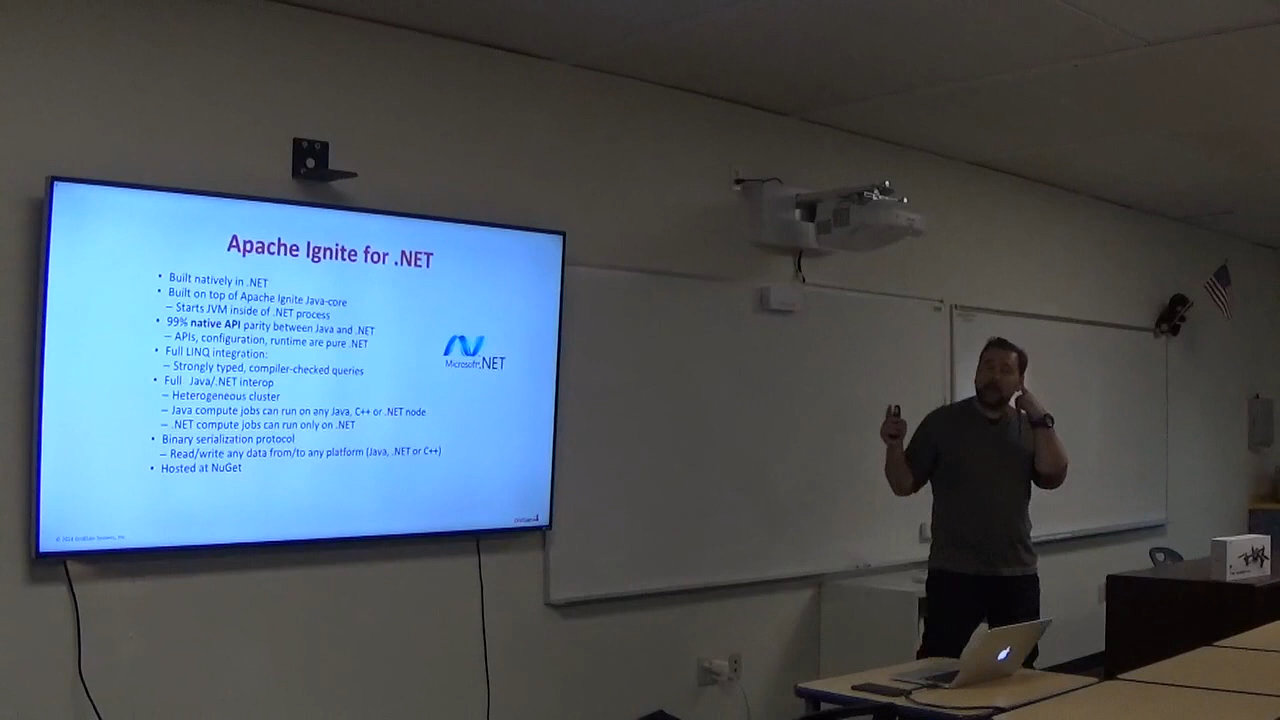 Apache Ignite for .NET
• Built natively in .NET
• Built on top of Apache Ignite Java-core
– Starts JVM inside of .NET process
• 99% native API parity between Java and .NET
– APIs, configuration, runtime are pure .NET
• Full LINQ integration:
– Strongly typed, compiler-checked queries
• Full Java/.NET interop
– Heterogeneous cluster
– Java compute jobs can run on any Java, C++ or .NET node
– .NET compute jobs can run only on .NET
• Binary serialization protocol
– Read/write any data from/to any platform (Java, .NET or C++)
• Hosted at NuGet
Microsoft .NET
GridGain Systems, Inc.